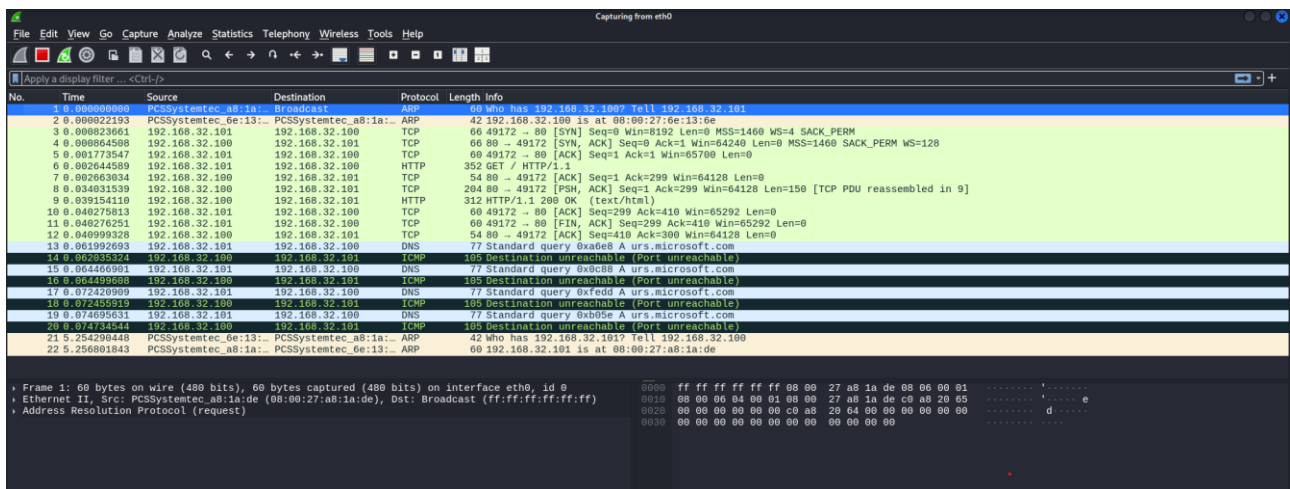 Capturing from eth0
File Edit View Go Capture Analyze Statistics Telephony Wireless Tools Help
Apply a display filter ... <Ctrl-/>
No. Time Source Destination Protocol Length Info
1 0.000000000 PCSSystemtec_a8:1a:… Broadcast ARP 60 Who has 192.168.32.100? Tell 192.168.32.101
2 0.000022193 PCSSystemtec_6e:13:… PCSSystemtec_a8:1a:… ARP 42 192.168.32.100 is at 08:00:27:6e:13:6e
3 0.000823661 192.168.32.101 192.168.32.100 TCP 66 49172 → 80 [SYN] Seq=0 Win=8192 Len=0 MSS=1460 WS=4 SACK_PERM
4 0.000864508 192.168.32.100 192.168.32.101 TCP 66 80 → 49172 [SYN, ACK] Seq=0 Ack=1 Win=64240 Len=0 MSS=1460 SACK_PERM WS=128
5 0.001773547 192.168.32.101 192.168.32.100 TCP 60 49172 → 80 [ACK] Seq=1 Ack=1 Win=65700 Len=0
6 0.002644589 192.168.32.101 192.168.32.100 HTTP 352 GET / HTTP/1.1
7 0.002663034 192.168.32.100 192.168.32.101 TCP 54 80 → 49172 [ACK] Seq=1 Ack=299 Win=64128 Len=0
8 0.034031539 192.168.32.100 192.168.32.101 TCP 204 80 → 49172 [PSH, ACK] Seq=1 Ack=299 Win=64128 Len=150 [TCP PDU reassembled in 9]
9 0.039154110 192.168.32.100 192.168.32.101 HTTP 312 HTTP/1.1 200 OK (text/html)
10 0.040275813 192.168.32.101 192.168.32.100 TCP 60 49172 → 80 [ACK] Seq=299 Ack=410 Win=65292 Len=0
11 0.040276251 192.168.32.101 192.168.32.100 TCP 60 49172 → 80 [FIN, ACK] Seq=299 Ack=410 Win=65292 Len=0
12 0.040999328 192.168.32.100 192.168.32.101 TCP 54 80 → 49172 [ACK] Seq=410 Ack=300 Win=64128 Len=0
13 0.061992693 192.168.32.101 192.168.32.100 DNS 77 Standard query 0xa6e8 A urs.microsoft.com
14 0.062035324 192.168.32.100 192.168.32.101 ICMP 105 Destination unreachable (Port unreachable)
15 0.064466901 192.168.32.101 192.168.32.100 DNS 77 Standard query 0x0c88 A urs.microsoft.com
16 0.064499608 192.168.32.100 192.168.32.101 ICMP 105 Destination unreachable (Port unreachable)
17 0.072420909 192.168.32.101 192.168.32.100 DNS 77 Standard query 0xfedd A urs.microsoft.com
18 0.072455919 192.168.32.100 192.168.32.101 ICMP 105 Destination unreachable (Port unreachable)
19 0.074695631 192.168.32.101 192.168.32.100 DNS 77 Standard query 0xb05e A urs.microsoft.com
20 0.074734544 192.168.32.100 192.168.32.101 ICMP 105 Destination unreachable (Port unreachable)
21 5.254290448 PCSSystemtec_6e:13:… PCSSystemtec_a8:1a:… ARP 42 Who has 192.168.32.101? Tell 192.168.32.100
22 5.256801843 PCSSystemtec_a8:1a:… PCSSystemtec_6e:13:… ARP 60 192.168.32.101 is at 08:00:27:a8:1a:de
Frame 1: 60 bytes on wire (480 bits), 60 bytes captured (480 bits) on interface eth0, id 0
Ethernet II, Src: PCSSystemtec_a8:1a:de (08:00:27:a8:1a:de), Dst: Broadcast (ff:ff:ff:ff:ff:ff)
Address Resolution Protocol (request)
0000 ff ff ff ff ff ff 08 00 27 a8 1a de 08 06 00 01 ········ '·······
0010 08 00 06 04 00 01 08 00 27 a8 1a de c0 a8 20 65 ········ '····· e
0020 00 00 00 00 00 00 c0 a8 20 64 00 00 00 00 00 00 ········ d······
0030 00 00 00 00 00 00 00 00 00 00 00 00 ········ ····